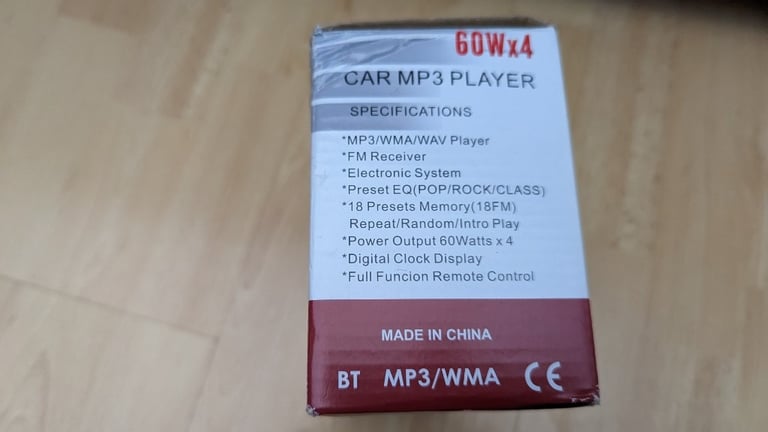 60Wx4
CAR MP3 PLAYER
SPECIFICATIONS
*MP3/WMA/WAV Player
*FM Receiver
*Electronic System
*Preset EQ(POP/ROCK/CLASS)
*18 Presets Memory(18FM)
Repeat/Random/Intro Play
*Power Output 60Watts x 4
*Digital Clock Display
*Full Funcion Remote Control
MADE IN CHINA
BT MP3/WMA CE